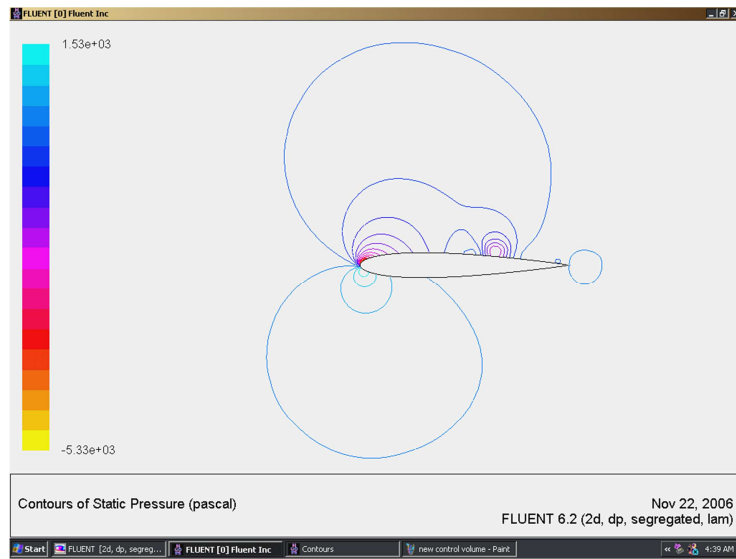 FLUENT [0] Fluent Inc
1.53e+03
-5.33e+03
Contours of Static Pressure (pascal)
Nov 22, 2006
FLUENT 6.2 (2d, dp, segregated, lam)
Start
FLUENT [2d, dp, segreg...
FLUENT [0] Fluent Inc
Contours
new control volume - Paint
4:39 AM